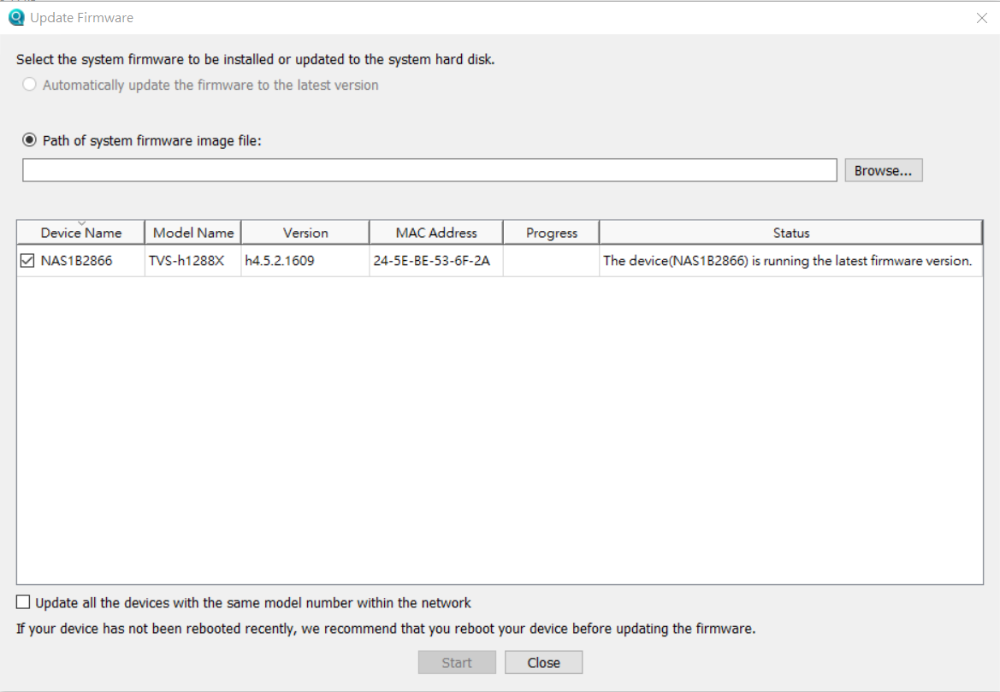 Update Firmware
Select the system firmware to be installed or updated to the system hard disk.
Automatically update the firmware to the latest version
Path of system firmware image file:
Browse...
Device Name Model Name Version MAC Address Progress Status
NAS1B2866 TVS-h1288X h4.5.2.1609 24-5E-BE-53-6F-2A The device(NAS1B2866) is running the latest firmware version.
Update all the devices with the same model number within the network
If your device has not been rebooted recently, we recommend that you reboot your device before updating the firmware.
Start Close